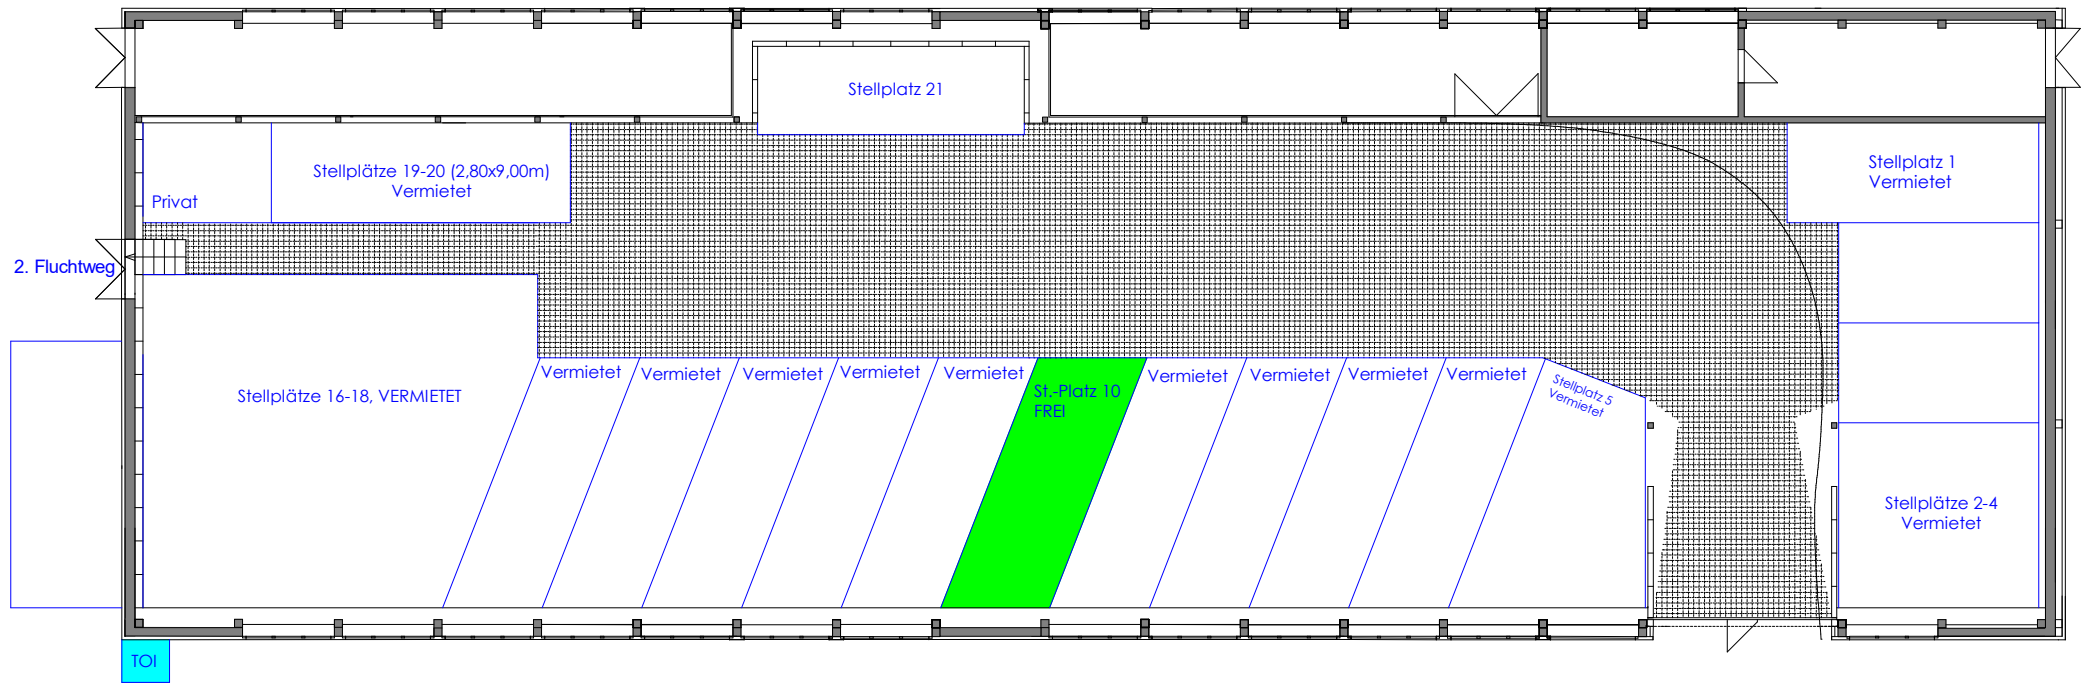 Stellplatz 21
Stellplätze 19-20 (2,80x9,00m)
Vermietet
Privat
Stellplatz 1
Vermietet
2. Fluchtweg
Stellplätze 16-18, VERMIETET
Vermietet
Vermietet
Vermietet
Vermietet
Vermietet
St.-Platz 10
FREI
Vermietet
Vermietet
Vermietet
Vermietet
Stellplatz 5
Vermietet
Stellplätze 2-4
Vermietet
TOI